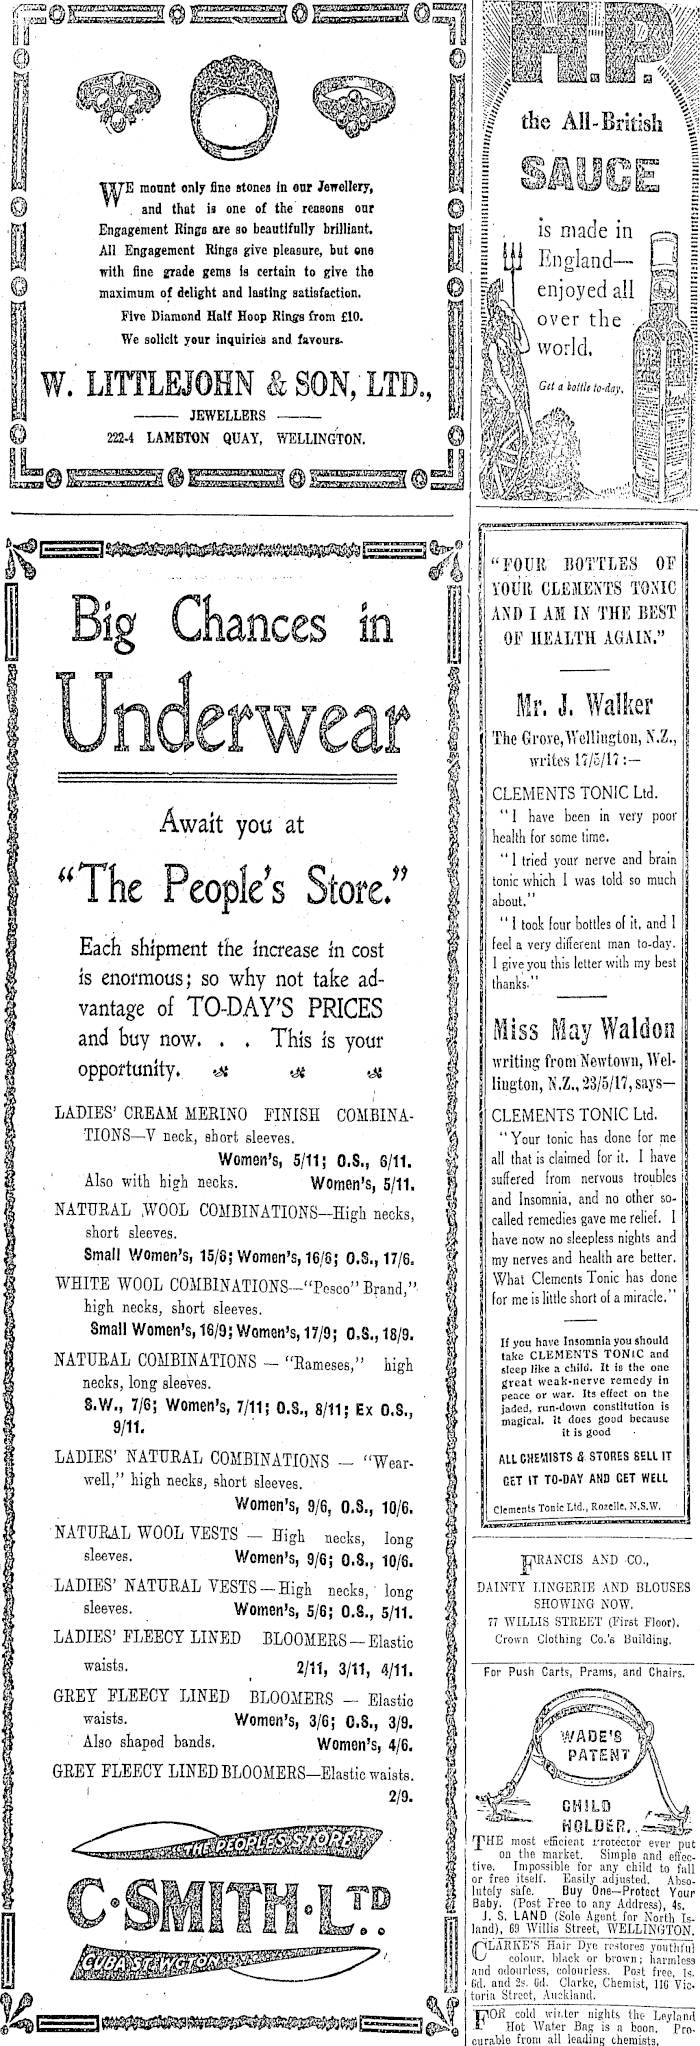 WE mount only fine stones in our Jewellery,
and that is one of the reasons our
Engagement Rings are so beautifully brilliant.
All Engagement Rings give pleasure, but one
with fine grade gems is certain to give the
maximum of delight and lasting satisfaction.
Five Diamond Half Hoop Rings from £10.
We solicit your inquiries and favours.
W. LITTLEJOHN & SON, LTD.,
JEWELLERS
222-4 LAMBTON QUAY, WELLINGTON.
Big Chances in
Underwear
Await you at
"The People's Store."
Each shipment the increase in cost
is enormous; so why not take ad-
vantage of TO-DAY'S PRICES
and buy now. . . This is your
opportunity.
LADIES' CREAM MERINO FINISH COMBINA-
TIONS—V neck, short sleeves.
Women's, 5/11; O.S., 6/11.
Also with high necks. Women's, 5/11.
NATURAL WOOL COMBINATIONS—High necks,
short sleeves.
Small Women's, 15/6; Women's, 16/6; O.S., 17/6.
WHITE WOOL COMBINATIONS—"Pesco" Brand,"
high necks, short sleeves.
Small Women's, 16/9; Women's, 17/9; O.S., 18/9.
NATURAL COMBINATIONS — "Rameses," high
necks, long sleeves.
S.W., 7/6; Women's, 7/11; O.S., 8/11; Ex O.S.,
9/11.
LADIES' NATURAL COMBINATIONS — "Wear-
well," high necks, short sleeves.
Women's, 9/6, O.S., 10/6.
NATURAL WOOL VESTS — High necks, long
sleeves. Women's, 9/6; O.S., 10/6.
LADIES' NATURAL VESTS—High necks, long
sleeves. Women's, 5/6; O.S., 5/11.
LADIES' FLEECY LINED BLOOMERS—Elastic
waists. 2/11, 3/11, 4/11.
GREY FLEECY LINED BLOOMERS — Elastic
waists. Women's, 3/6; O.S., 3/9.
Also shaped bands. Women's, 4/6.
GREY FLEECY LINED BLOOMERS—Elastic waists.
2/9.
"THE PEOPLES STORE"
C·SMITH·LTD.
CUBA ST. WGTON
H.P.
the All-British
SAUCE
is made in
England—
enjoyed all
over the
world.
Get a bottle to-day.
"FOUR BOTTLES OF
YOUR CLEMENTS TONIC
AND I AM IN THE BEST
OF HEALTH AGAIN."
Mr. J. Walker
The Grove, Wellington, N.Z.,
writes 17/5/17:—
CLEMENTS TONIC Ltd.
"I have been in very poor
health for some time.
"I tried your nerve and brain
tonic which I was told so much
about."
"I took four bottles of it, and I
feel a very different man to-day.
I give you this letter with my best
thanks."
Miss May Waldon
writing from Newtown, Wel-
lington, N.Z., 23/5/17, says—
CLEMENTS TONIC Ltd.
"Your tonic has done for me
all that is claimed for it. I have
suffered from nervous troubles
and Insomnia, and no other so-
called remedies gave me relief. I
have now no sleepless nights and
my nerves and health are better.
What Clements Tonic has done
for me is little short of a miracle."
If you have Insomnia you should
take CLEMENTS TONIC and
sleep like a child. It is the one
great weak-nerve remedy in
peace or war. Its effect on the
jaded, run-down constitution is
magical. It does good because
it is good
ALL CHEMISTS & STORES SELL IT
GET IT TO-DAY AND GET WELL
Clements Tonic Ltd., Rozelle, N.S.W.
FRANCIS AND CO.,
DAINTY LINGERIE AND BLOUSES
SHOWING NOW.
77 WILLIS STREET (First Floor).
Crown Clothing Co.'s Building.
For Push Carts, Prams, and Chairs.
WADE'S
PATENT
CHILD
HOLDER.
THE most efficient Protector ever put
on the market. Simple and effec-
tive. Impossible for any child to fall
or free itself. Easily adjusted. Abso-
lutely safe. Buy One—Protect Your
Baby. (Post Free to any Address), 4s.
J. S. LAND (Sole Agent for North Is-
land), 69 Willis Street, WELLINGTON.
CLARKE'S Hair Dye restores youthful
colour, black or brown; harmless
and odourless, colourless. Post free, 1s.
6d. and 2s. 6d. Clarke, Chemist, 116 Vic-
toria Street, Auckland.
FOR cold winter nights the Leyland
Hot Water Bag is a boon. Pro-
curable from all leading chemists.